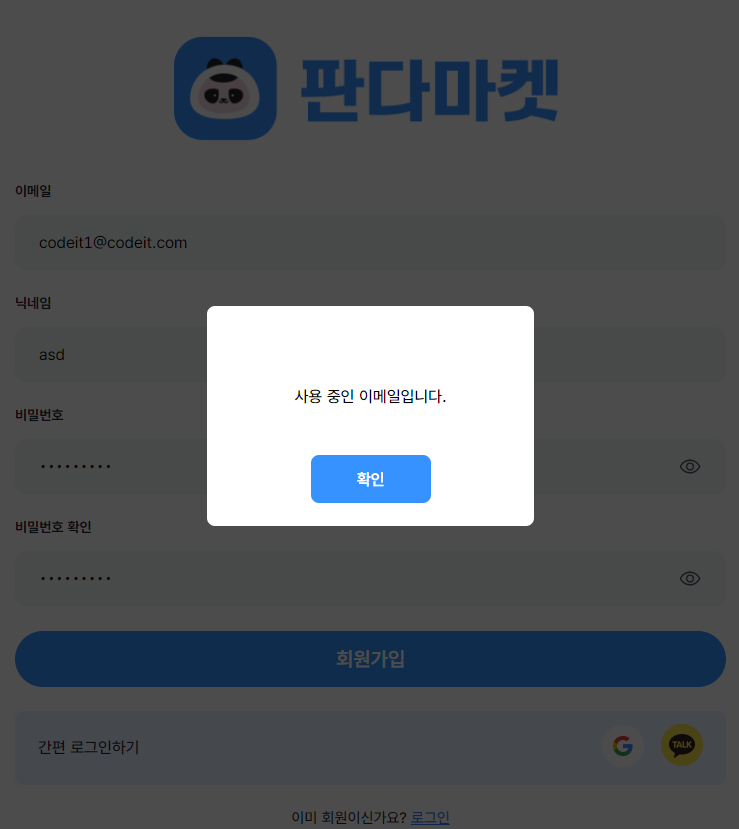 판다마켓
이메일
codeit1@codeit.com
닉네임
asd
사용 중인 이메일입니다.
비밀번호
•••••••••
확인
비밀번호 확인
•••••••••
회원가입
간편 로그인하기
TALK
이미 회원이신가요? 로그인